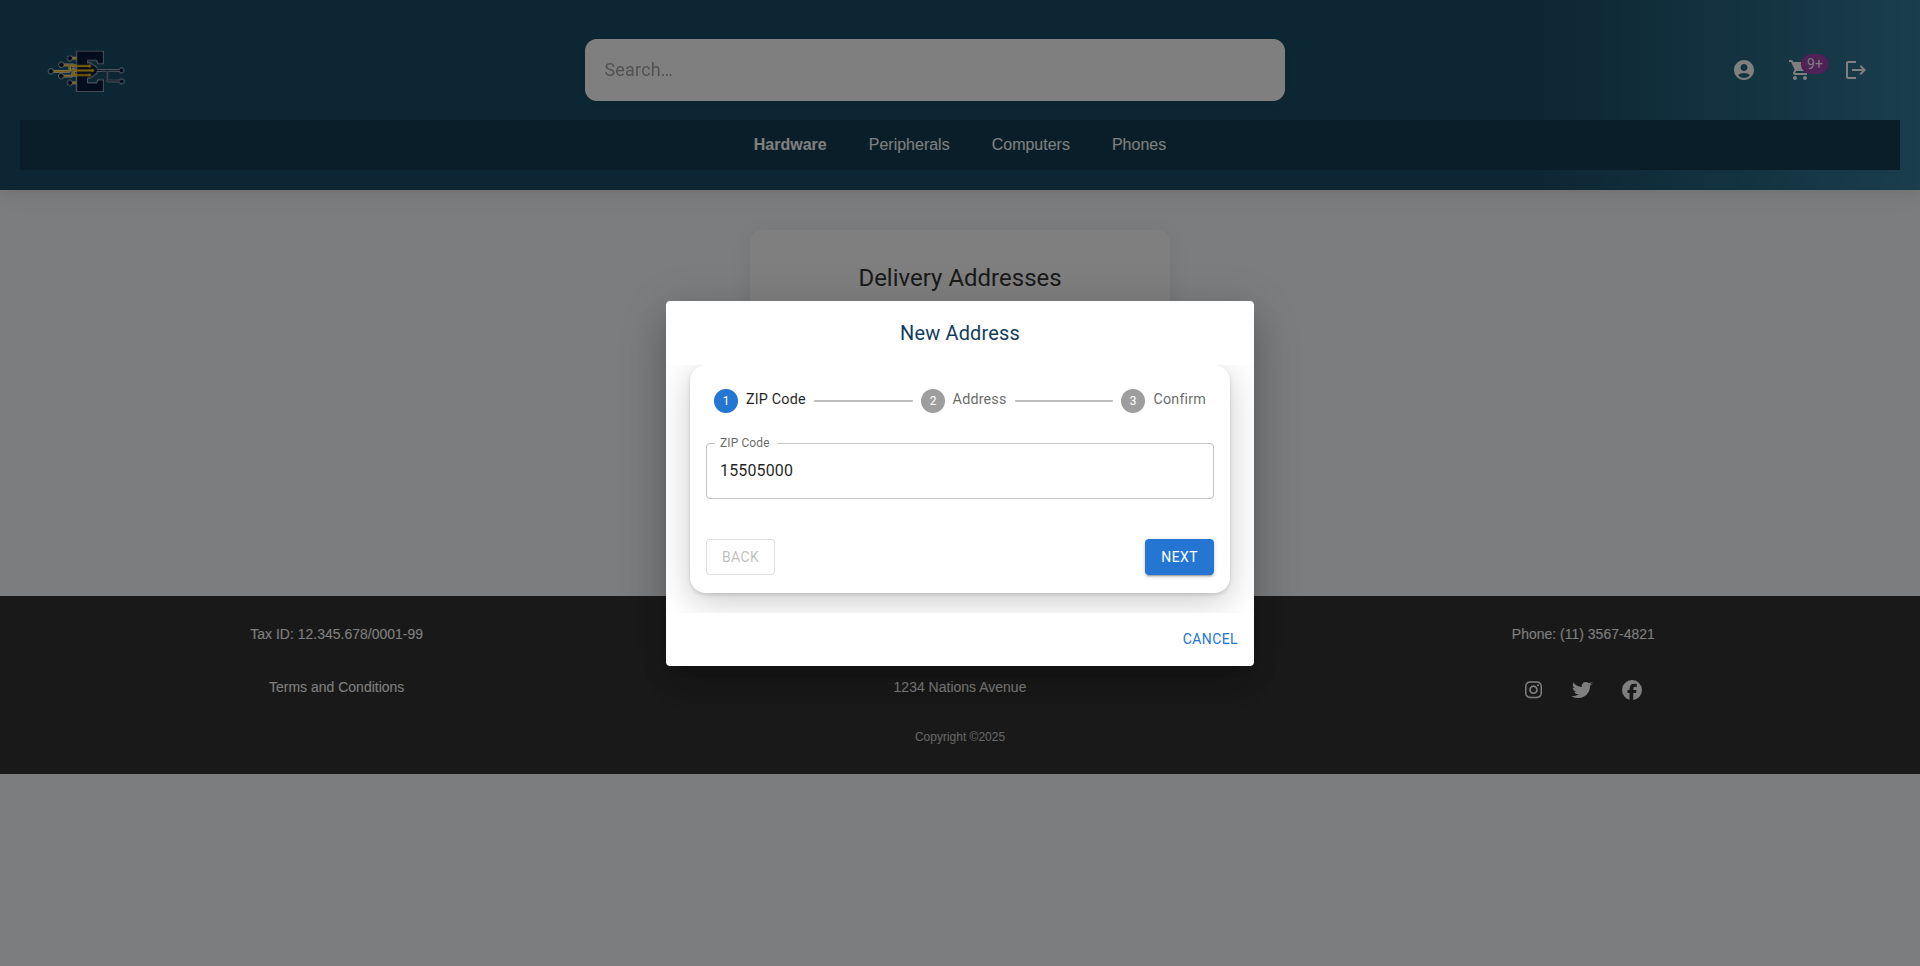 Search...
9+
Hardware Peripherals Computers Phones
Delivery Addresses
New Address
1 ZIP Code 2 Address 3 Confirm
ZIP Code
15505000
BACK NEXT
CANCEL
Tax ID: 12.345.678/0001-99 Phone: (11) 3567-4821
Terms and Conditions 1234 Nations Avenue
Copyright ©2025